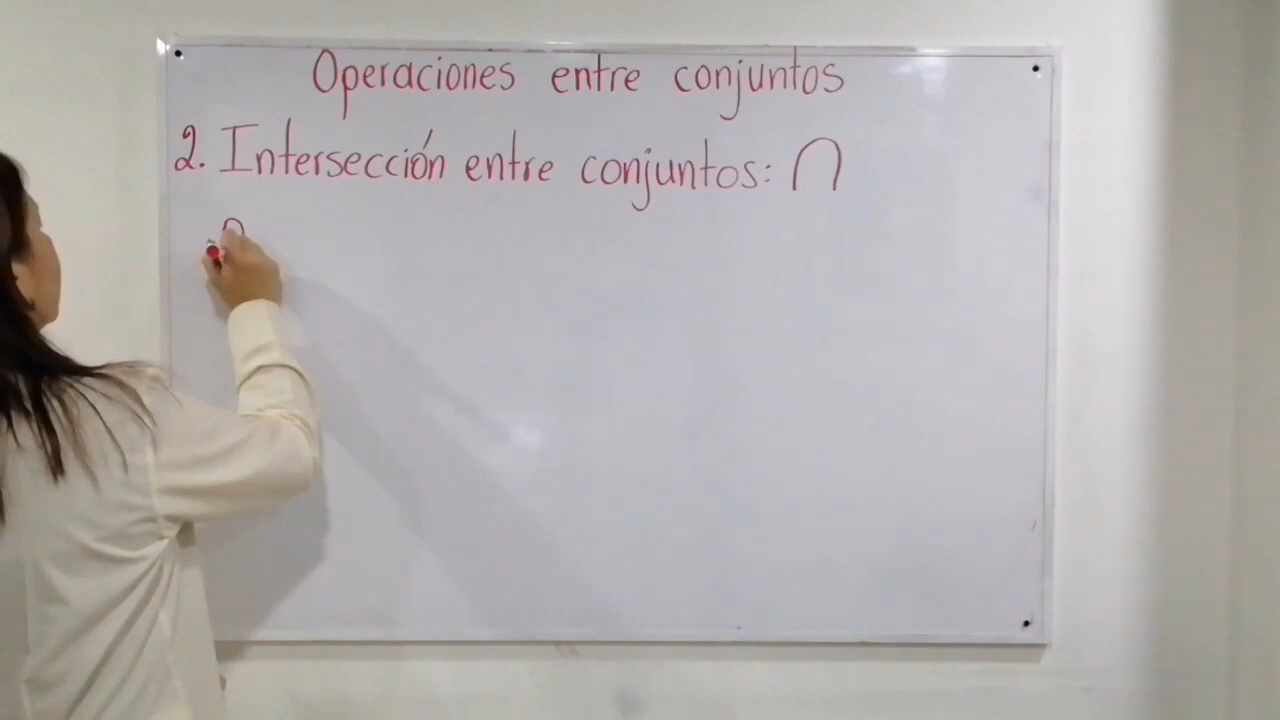 Operaciones entre conjuntos
2. Intersección entre conjuntos: ∩